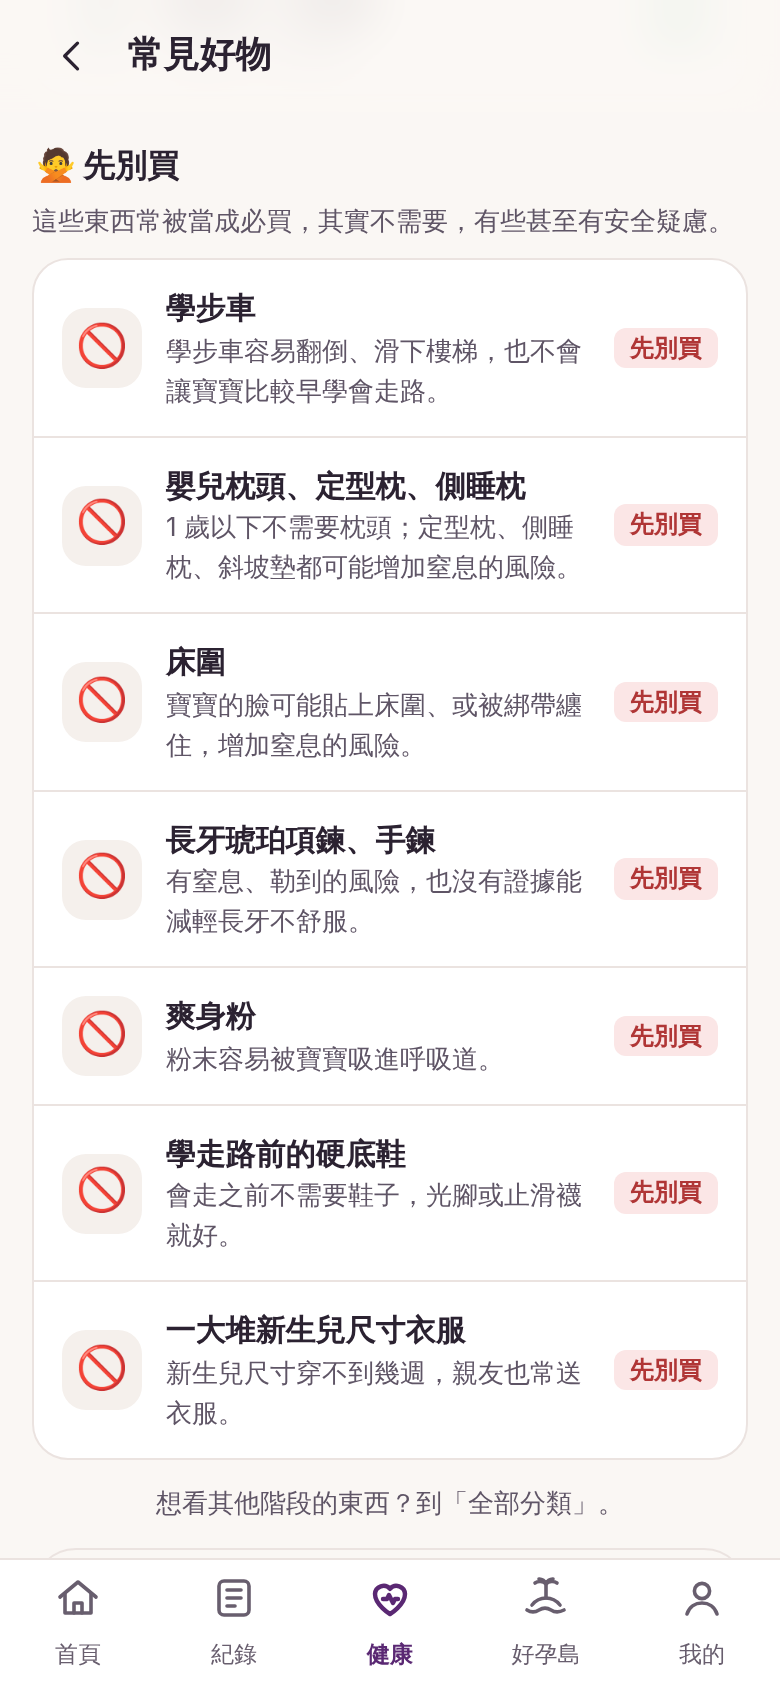 常見好物
先別買
這些東西常被當成必買，其實不需要，有些甚至有安全疑慮。
學步車
學步車容易翻倒、滑下樓梯，也不會
讓寶寶比較早學會走路。
先別買
嬰兒枕頭、定型枕、側睡枕
1 歲以下不需要枕頭；定型枕、側睡
枕、斜坡墊都可能增加窒息的風險。
先別買
床圍
寶寶的臉可能貼上床圍、或被綁帶纏
住，增加窒息的風險。
先別買
長牙琥珀項鍊、手鍊
有窒息、勒到的風險，也沒有證據能
減輕長牙不舒服。
先別買
爽身粉
粉末容易被寶寶吸進呼吸道。
先別買
學走路前的硬底鞋
會走之前不需要鞋子，光腳或止滑襪
就好。
先別買
一大堆新生兒尺寸衣服
新生兒尺寸穿不到幾週，親友也常送
衣服。
先別買
想看其他階段的東西？到「全部分類」。
首頁
紀錄
健康
好孕島
我的